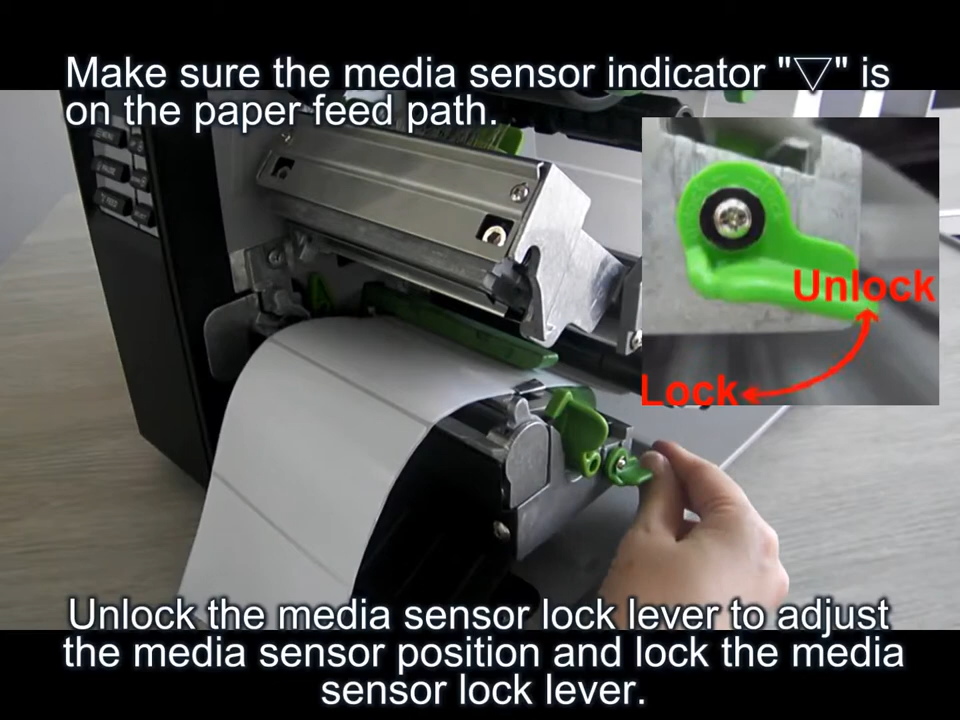 Make sure the media sensor indicator "▽" is
on the paper feed path.
Unlock
Lock
Unlock the media sensor lock lever to adjust
the media sensor position and lock the media
sensor lock lever.